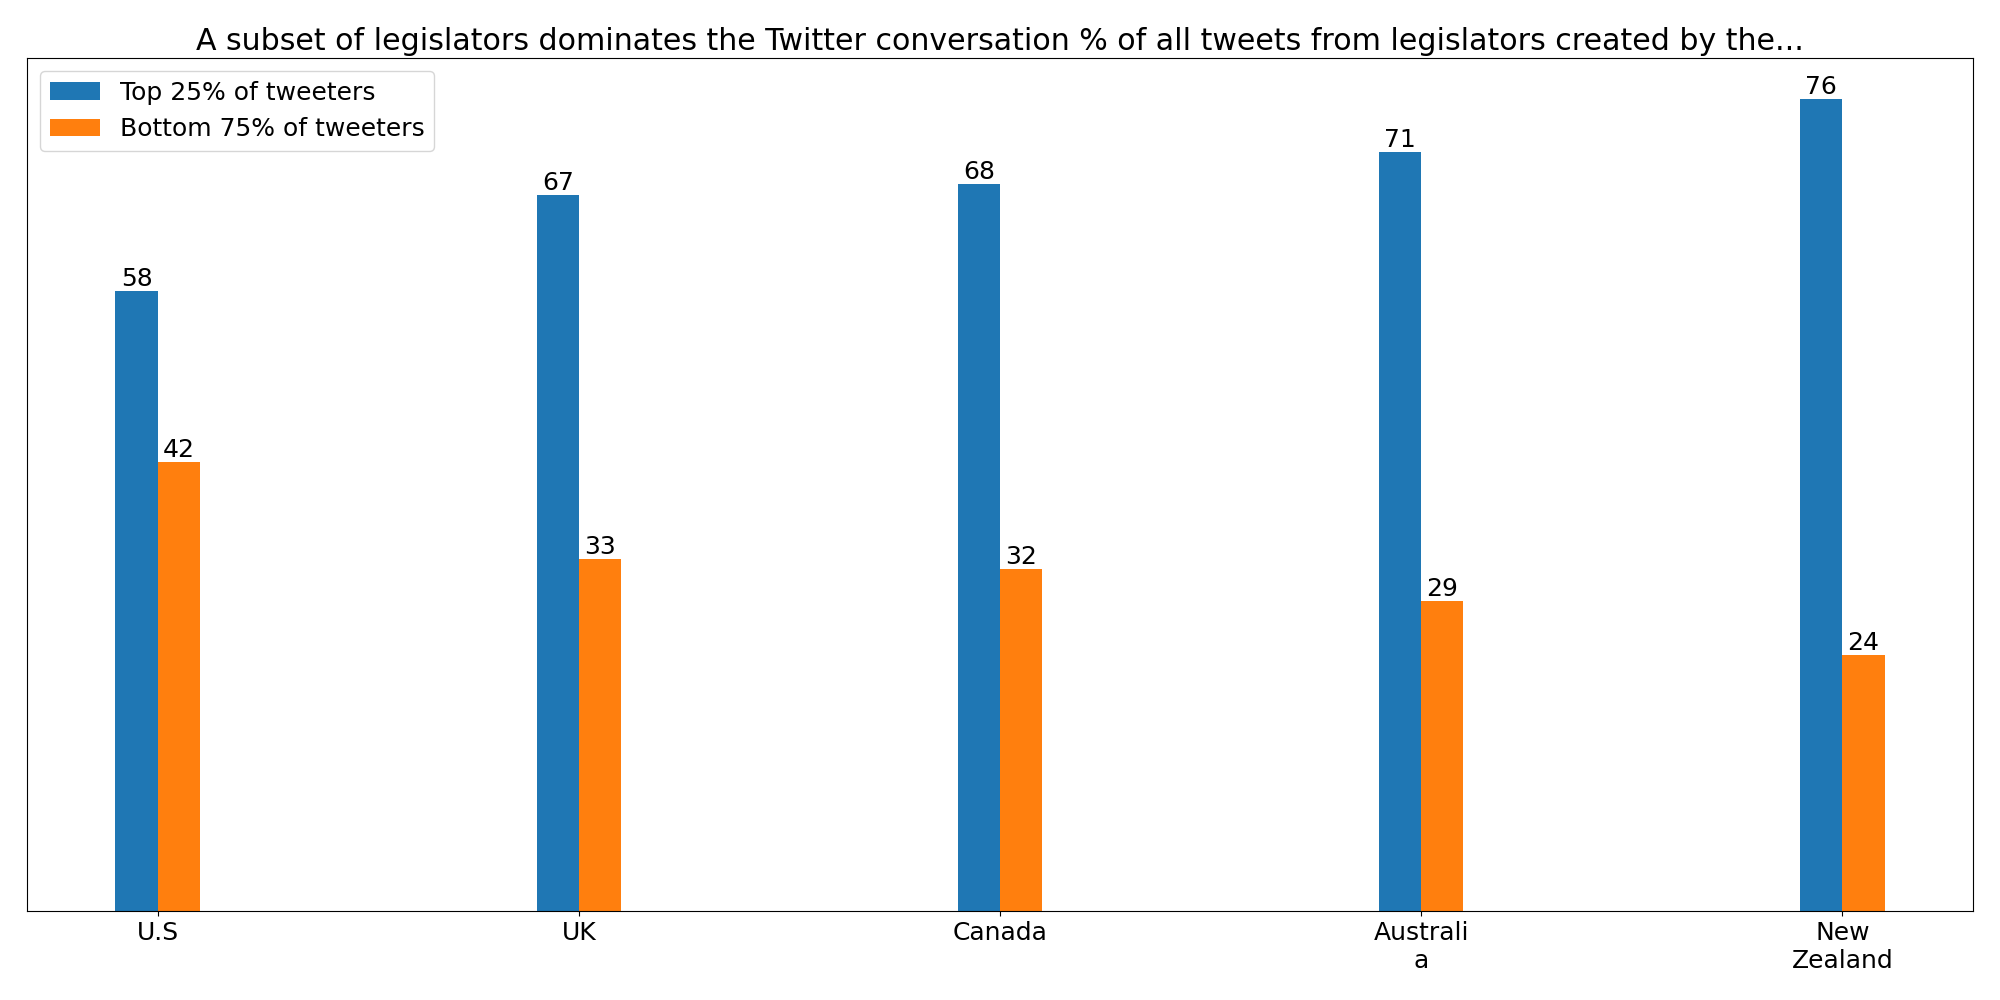 A subset of legislators dominates the Twitter conversation % of all tweets from legislators created by the...
Top 25% of tweeters
Bottom 75% of tweeters
58
42
67
33
68
32
71
29
76
24
U.S
UK
Canada
Australi
a
New
Zealand